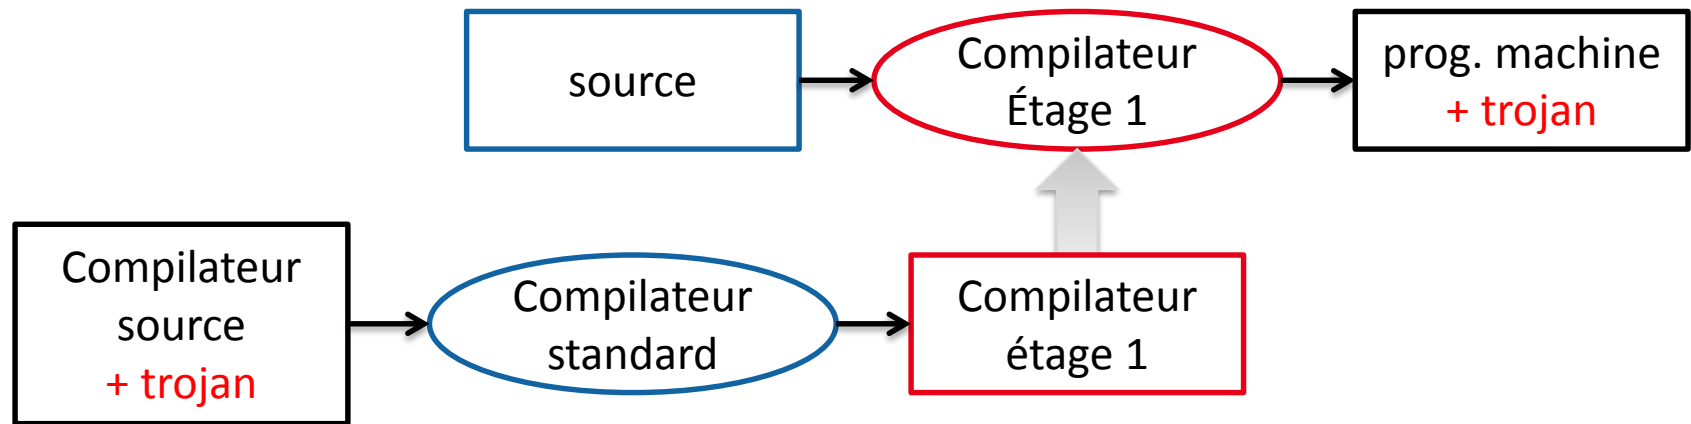 source
Compilateur
Étage 1
prog. machine
+ trojan
Compilateur
source
+ trojan
Compilateur
standard
Compilateur
étage 1